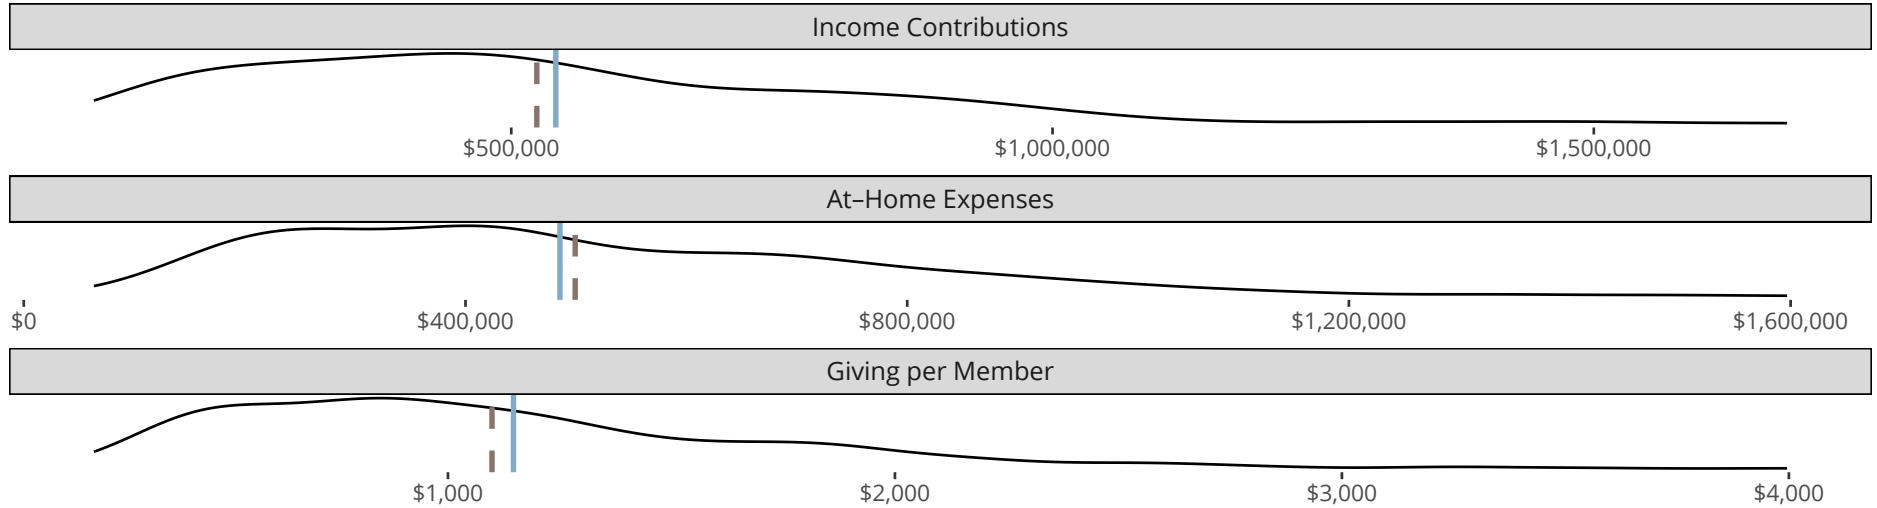 Income Contributions
$500,000 $1,000,000 $1,500,000
At–Home Expenses
$0 $400,000 $800,000 $1,200,000 $1,600,000
Giving per Member
$1,000 $2,000 $3,000 $4,000